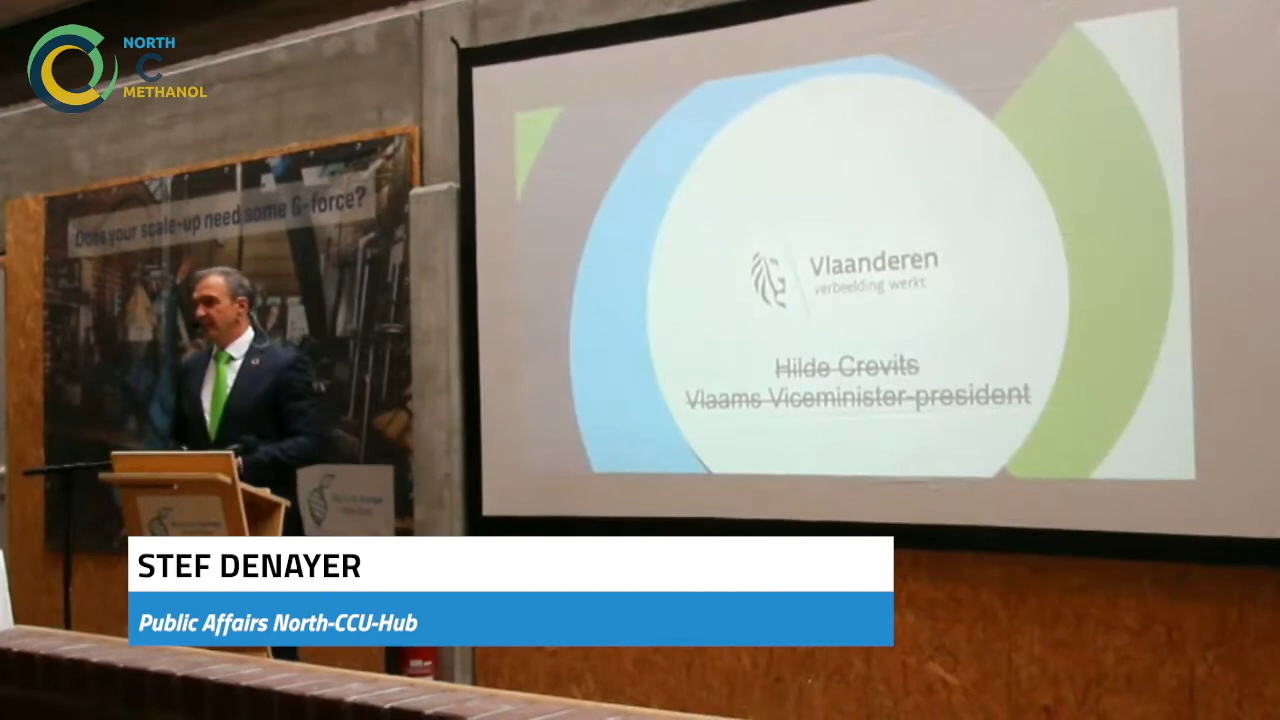 NORTH
C
METHANOL
Does your scale-up need some G-force?
Vlaanderen
verbeelding werkt
Hilde Crevits
Vlaams Viceminister-president
STEF DENAYER
Public Affairs North-CCU-Hub